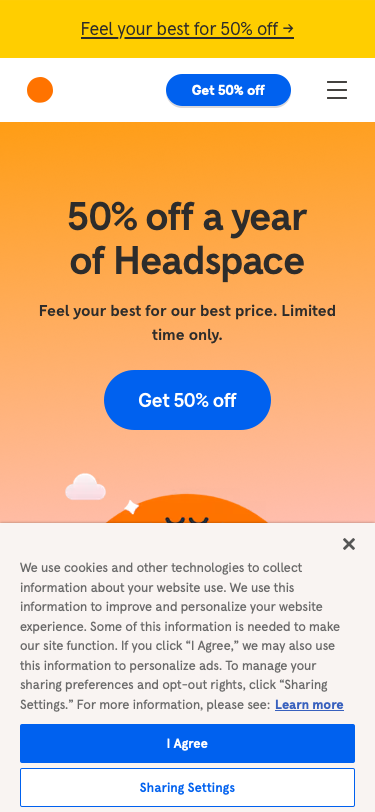 Feel your best for 50% off →
Get 50% off
50% off a year
of Headspace
Feel your best for our best price. Limited
time only.
Get 50% off
We use cookies and other technologies to collect
information about your website use. We use this
information to improve and personalize your website
experience. Some of this information is needed to make
our site function. If you click “I Agree,” we may also use
this information to personalize ads. To manage your
sharing preferences and opt-out rights, click “Sharing
Settings.” For more information, please see: Learn more
I Agree
Sharing Settings